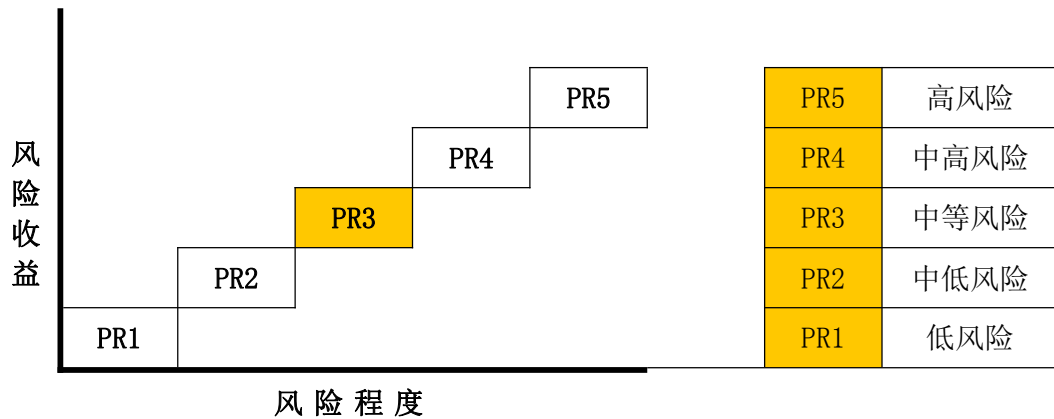 风险收益
PR5
PR4
PR3
PR2
PR1
风险程度
PR5 高风险
PR4 中高风险
PR3 中等风险
PR2 中低风险
PR1 低风险